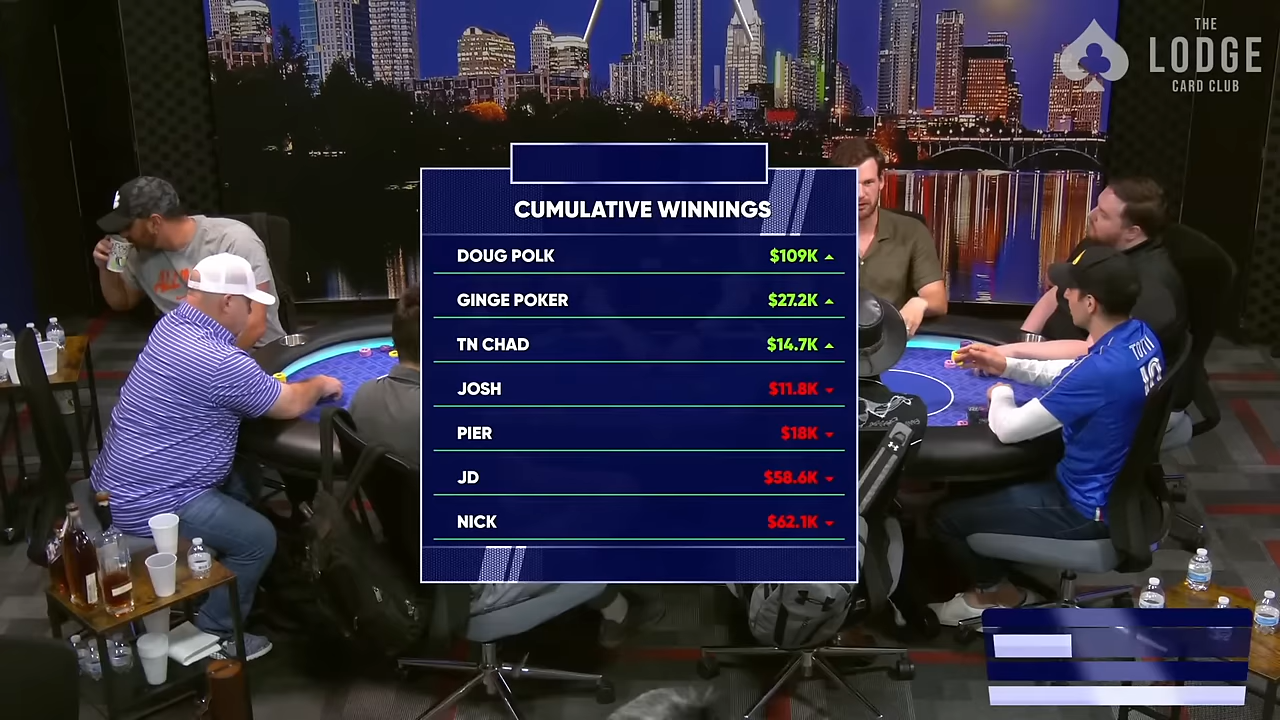 THE
LODGE
CARD CLUB
CUMULATIVE WINNINGS
DOUG POLK $109K
GINGE POKER $27.2K
TN CHAD $14.7K
JOSH $11.8K
PIER $18K
JD $58.6K
NICK $62.1K